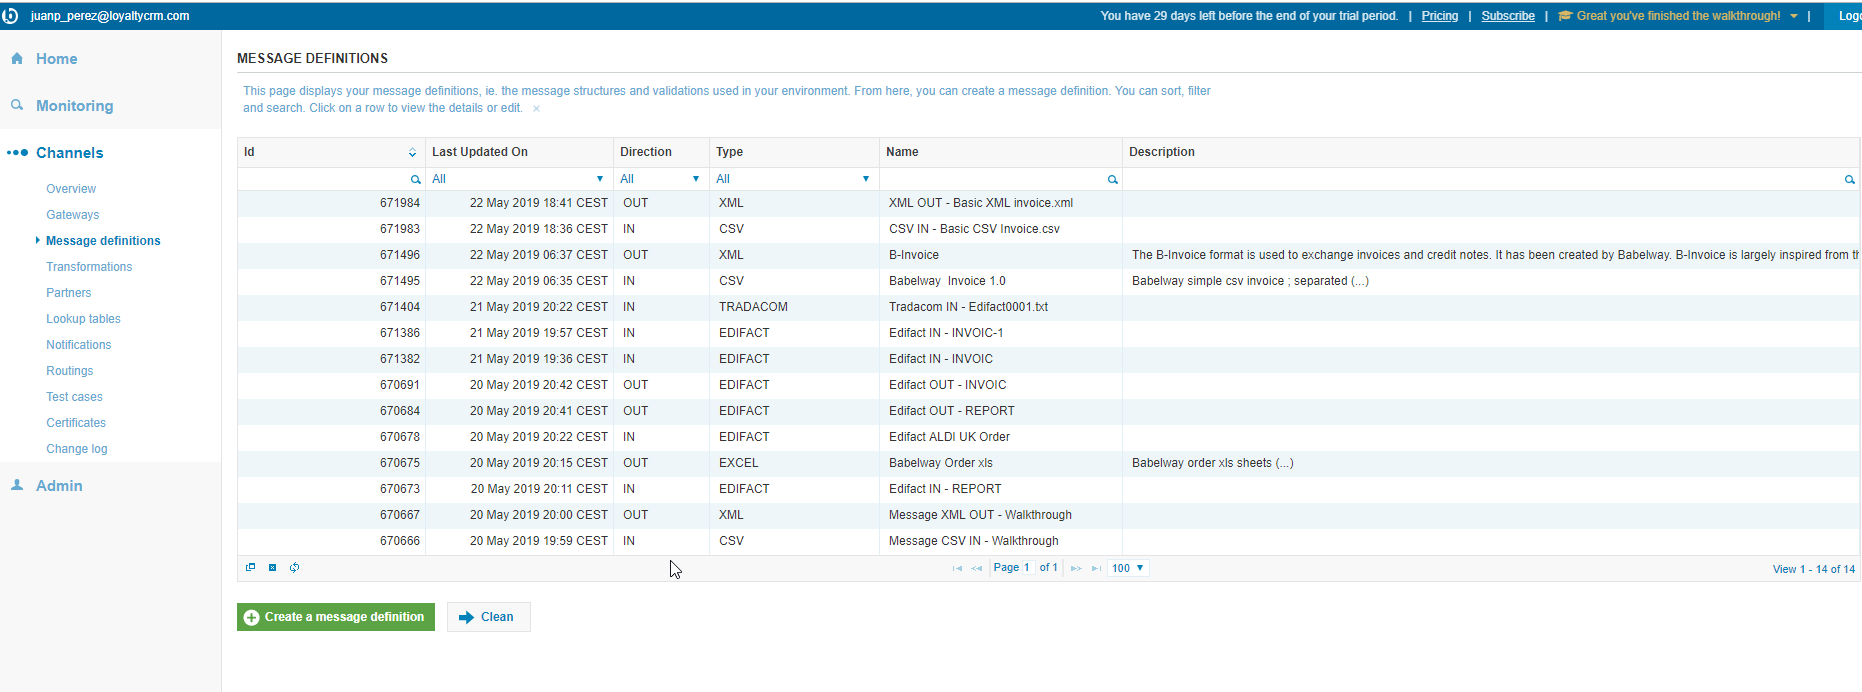 juanp_perez@loyaltycrm.com You have 29 days left before the end of your trial period. | Pricing | Subscribe | Great you've finished the walkthrough! |
Home
Monitoring
Channels
Overview
Gateways
Message definitions
Transformations
Partners
Lookup tables
Notifications
Routings
Test cases
Certificates
Change log
Admin
MESSAGE DEFINITIONS
This page displays your message definitions, ie. the message structures and validations used in your environment. From here, you can create a message definition. You can sort, filter
and search. Click on a row to view the details or edit. ×
Id Last Updated On Direction Type Name Description
All All All
671984 22 May 2019 18:41 CEST OUT XML XML OUT - Basic XML invoice.xml
671983 22 May 2019 18:36 CEST IN CSV CSV IN - Basic CSV Invoice.csv
671496 22 May 2019 06:37 CEST OUT XML B-Invoice The B-Invoice format is used to exchange invoices and credit notes. It has been created by Babelway. B-Invoice is largely inspired from
671495 22 May 2019 06:35 CEST IN CSV Babelway Invoice 1.0 Babelway simple csv invoice ; separated (...)
671404 21 May 2019 20:22 CEST IN TRADACOM Tradacom IN - Edifact0001.txt
671386 21 May 2019 19:57 CEST IN EDIFACT Edifact IN - INVOIC-1
671382 21 May 2019 19:36 CEST IN EDIFACT Edifact IN - INVOIC
670691 20 May 2019 20:42 CEST OUT EDIFACT Edifact OUT - INVOIC
670684 20 May 2019 20:41 CEST OUT EDIFACT Edifact OUT - REPORT
670678 20 May 2019 20:22 CEST IN EDIFACT Edifact ALDI UK Order
670675 20 May 2019 20:15 CEST OUT EXCEL Babelway Order xls Babelway order xls sheets (...)
670673 20 May 2019 20:11 CEST IN EDIFACT Edifact IN - REPORT
670667 20 May 2019 20:00 CEST OUT XML Message XML OUT - Walkthrough
670666 20 May 2019 19:59 CEST IN CSV Message CSV IN - Walkthrough
Page 1 of 1 100 View 1 - 14 of 14
Create a message definition Clean